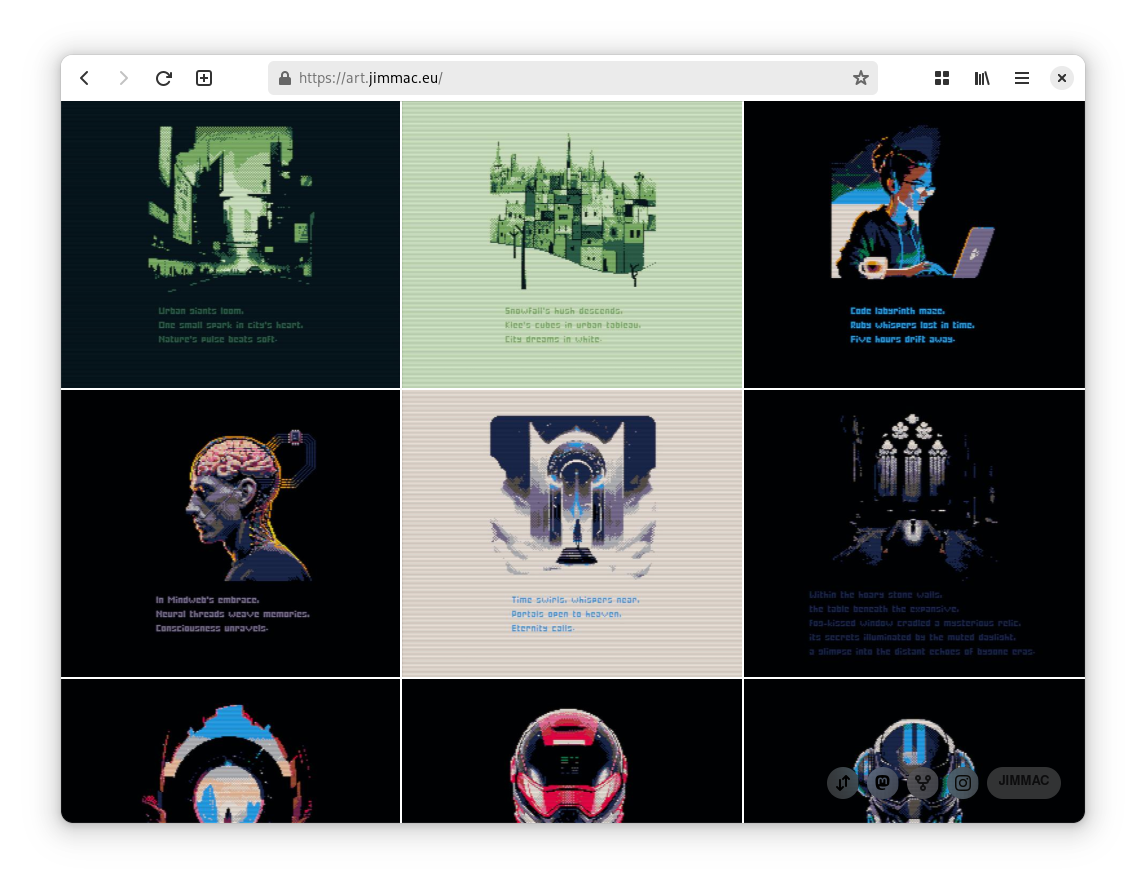 https://art.jimmac.eu/
Urban giants loom,
One small spark in city's heart,
Nature's pulse beats soft.
Snowfall's hush descends,
Klee's cubes in urban tableau,
City dreams in white.
Code labyrinth maze,
Ruby whispers lost in time,
Five hours drift away.
In Mindweb's embrace,
Neural threads weave memories,
Consciousness unravels.
Time swirls, whispers near,
Portals open to heaven,
Eternity calls.
Within the hoary stone walls,
the table beneath the expansive,
fog-kissed window cradled a mysterious relic,
its secrets illuminated by the muted daylight,
a glimpse into the distant echoes of bygone eras.
JIMMAC